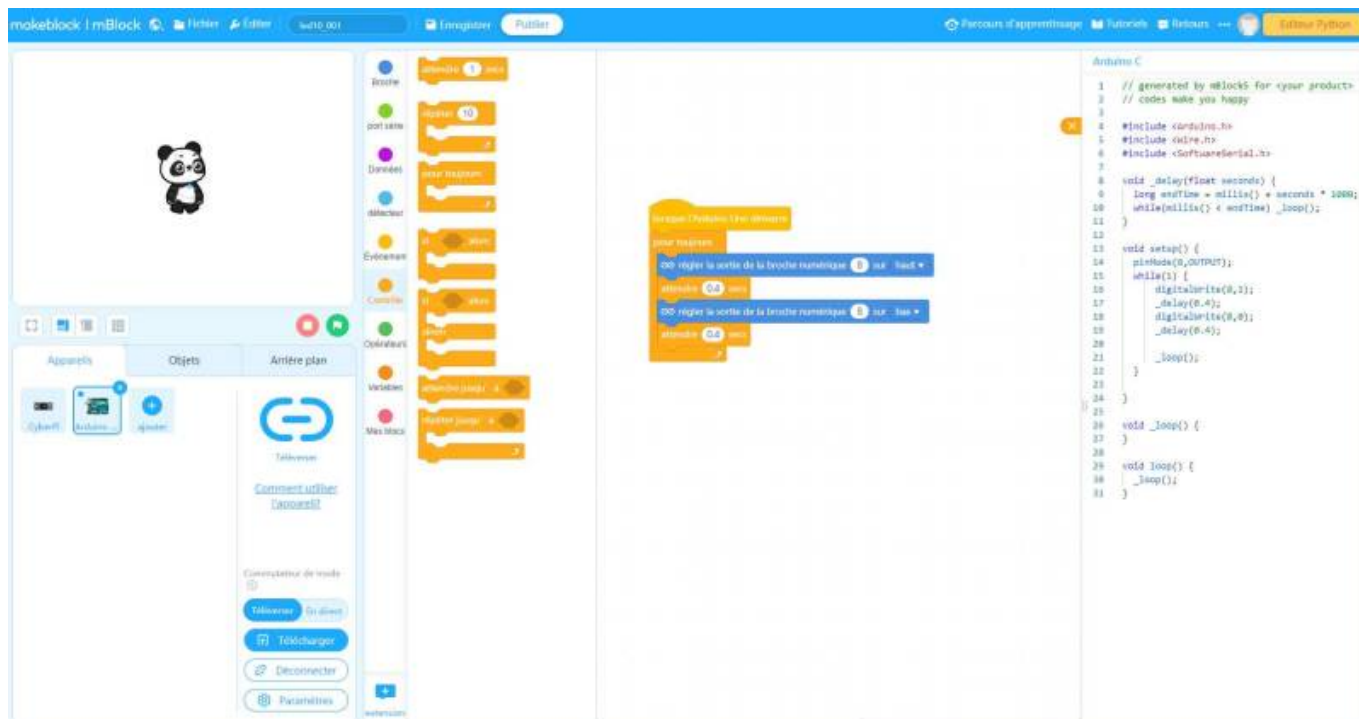 makeblock | mBlock
Fichier
Éditer
led10_001
Enregistrer
Publier
Parcours d'apprentissage
Tutoriels
Retours
Éditeur Python
Broche
port série
Données
détecteur
Événement
Contrôle
Opérateurs
Variables
Mes blocs
extension
attendre 1 secs
répéter 10
pour toujours
si alors
si alors
sinon
attendre jusqu' à
répéter jusqu' à
lorsque l'Arduino Uno démarre
pour toujours
régler la sortie de la broche numérique 8 sur haut
attendre 0.4 secs
régler la sortie de la broche numérique 8 sur bas
attendre 0.4 secs
Appareils
Objets
Arrière plan
CyberPi
Arduino ...
ajouter
Téléverser
Comment utiliser
l'appareil?
Commutateur de mode
Téléverser
En direct
Télécharger
Déconnecter
Paramètres
Arduino C
1 // generated by mBlock5 for <your product>
2 // codes make you happy
3
4 #include <Arduino.h>
5 #include <Wire.h>
6 #include <SoftwareSerial.h>
7
8 void _delay(float seconds) {
9 long endTime = millis() + seconds * 1000;
10 while(millis() < endTime) _loop();
11 }
12
13 void setup() {
14 pinMode(8,OUTPUT);
15 while(1) {
16 digitalWrite(8,1);
17 _delay(0.4);
18 digitalWrite(8,0);
19 _delay(0.4);
20
21 _loop();
22 }
23
24 }
25
26 void _loop() {
27 }
28
29 void loop() {
30 _loop();
31 }